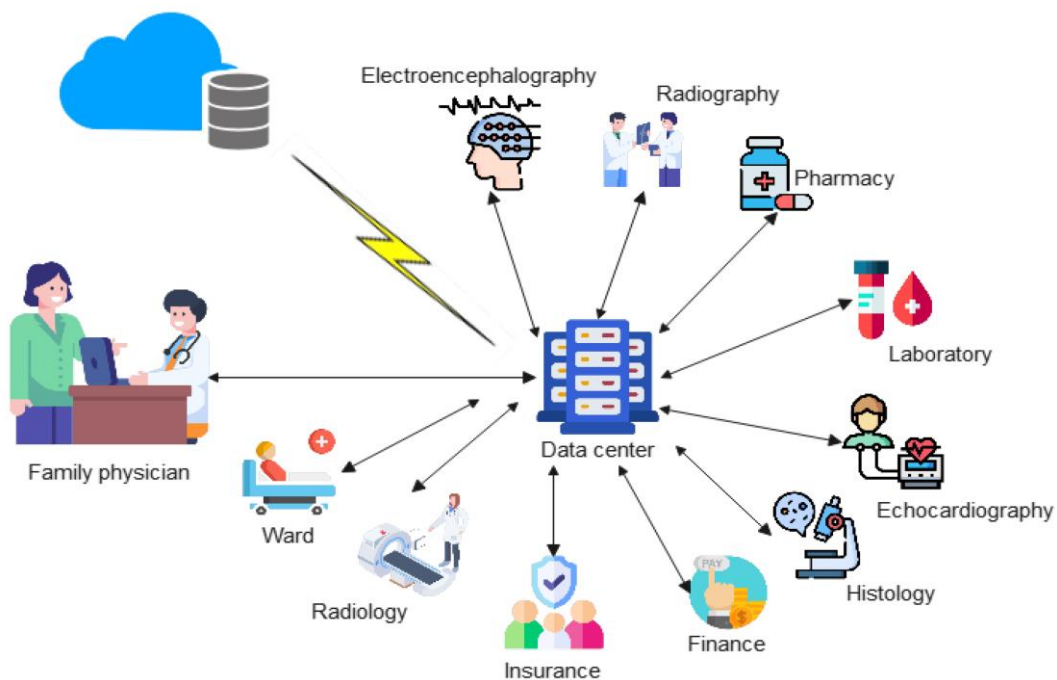 Electroencephalography
Radiography
Pharmacy
Laboratory
Data center
Family physician
Echocardiography
Ward
PAY
Histology
Radiology
Finance
Insurance